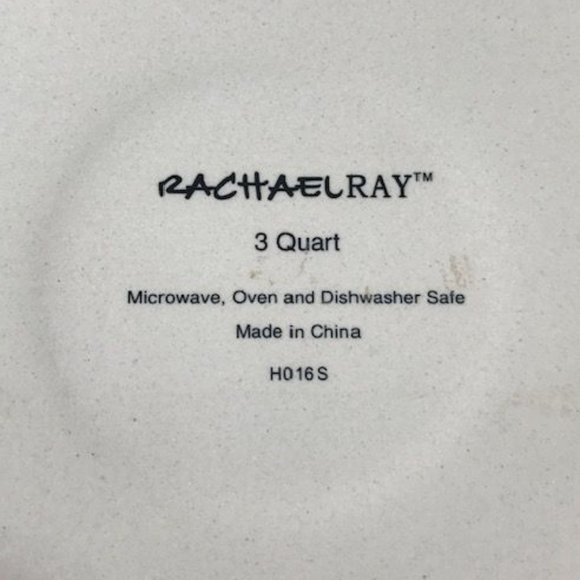 RACHAELRAY™
3 Quart
Microwave, Oven and Dishwasher Safe
Made in China
H016S